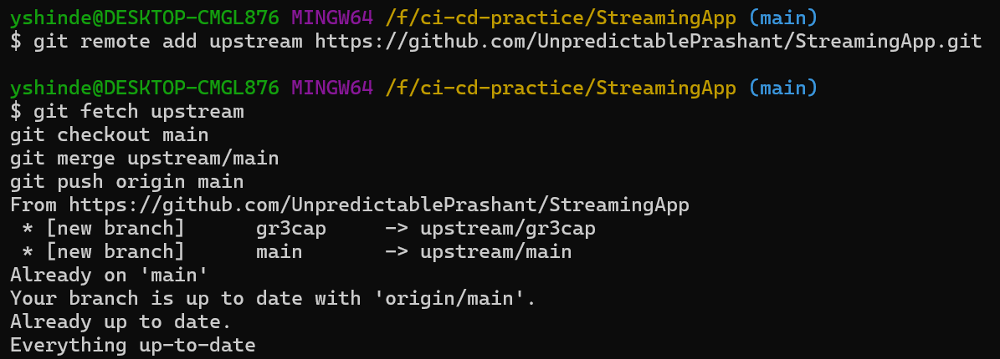 yshinde@DESKTOP-CMGL876 MINGW64 /f/ci-cd-practice/StreamingApp (main)
$ git remote add upstream https://github.com/UnpredictablePrashant/StreamingApp.git
yshinde@DESKTOP-CMGL876 MINGW64 /f/ci-cd-practice/StreamingApp (main)
$ git fetch upstream
git checkout main
git merge upstream/main
git push origin main
From https://github.com/UnpredictablePrashant/StreamingApp
 * [new branch]      gr3cap     -> upstream/gr3cap
 * [new branch]      main       -> upstream/main
Already on 'main'
Your branch is up to date with 'origin/main'.
Already up to date.
Everything up-to-date